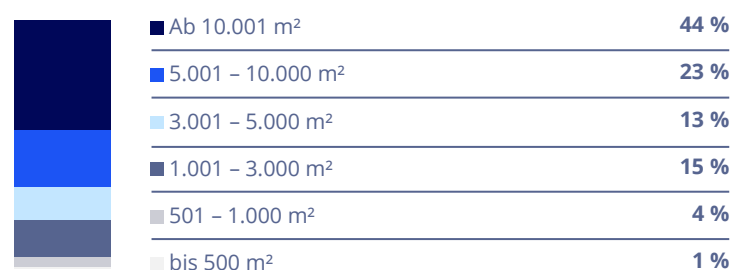 Ab 10.001 m² 44 %
5.001 – 10.000 m² 23 %
3.001 – 5.000 m² 13 %
1.001 – 3.000 m² 15 %
501 – 1.000 m² 4 %
bis 500 m² 1 %